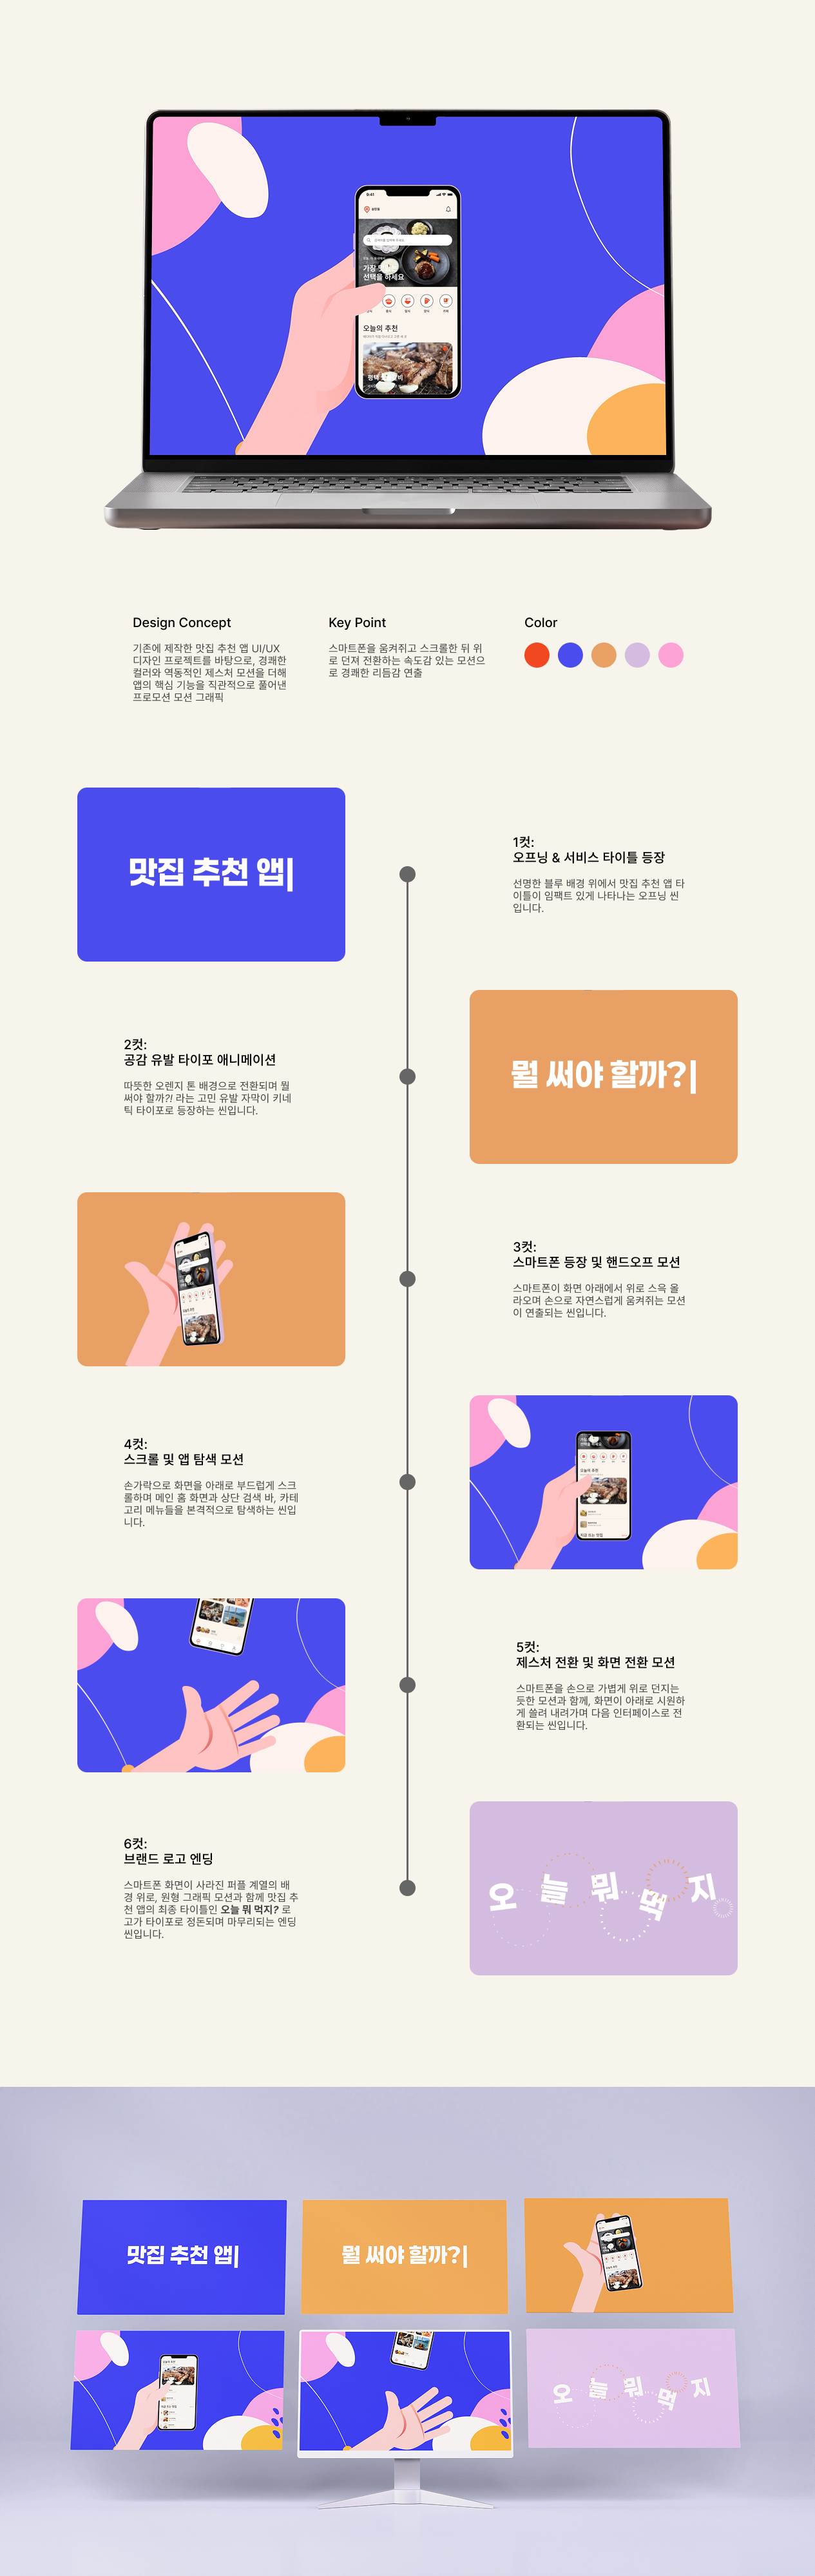 9:41
가장
선택을 하세요
오늘의 추천
Design Concept
기존에 제작한 맛집 추천 앱 UI/UX
디자인 프로젝트를 바탕으로, 경쾌한
컬러와 역동적인 제스처 모션을 더해
앱의 핵심 기능을 직관적으로 풀어낸
프로모션 모션 그래픽
Key Point
스마트폰을 움켜쥐고 스크롤한 뒤 위
로 던져 전환하는 속도감 있는 모션으
로 경쾌한 리듬감 연출
Color
맛집 추천 앱|
1컷:
오프닝 & 서비스 타이틀 등장
선명한 블루 배경 위에서 맛집 추천 앱 타
이틀이 임팩트 있게 나타나는 오프닝 씬
입니다.
2컷:
공감 유발 타이포 애니메이션
따뜻한 오렌지 톤 배경으로 전환되며 뭘
써야 할까?! 라는 고민 유발 자막이 키네
틱 타이포로 등장하는 씬입니다.
뭘 써야 할까?|
3컷:
스마트폰 등장 및 핸드오프 모션
스마트폰이 화면 아래에서 위로 스윽 올
라오며 손으로 자연스럽게 움켜쥐는 모션
이 연출되는 씬입니다.
4컷:
스크롤 및 앱 탐색 모션
손가락으로 화면을 아래로 부드럽게 스크
롤하며 메인 홈 화면과 상단 검색 바, 카테
고리 메뉴들을 본격적으로 탐색하는 씬입
니다.
오늘의 추천
5컷:
제스처 전환 및 화면 전환 모션
스마트폰을 손으로 가볍게 위로 던지는
듯한 모션과 함께, 화면이 아래로 시원하
게 쓸려 내려가며 다음 인터페이스로 전
환되는 씬입니다.
6컷:
브랜드 로고 엔딩
스마트폰 화면이 사라진 퍼플 계열의 배
경 위로, 원형 그래픽 모션과 함께 맛집 추
천 앱의 최종 타이틀인 오늘 뭐 먹지? 로
고가 타이포로 정돈되며 마무리되는 엔딩
씬입니다.
오늘 뭐 먹지
맛집 추천 앱|
뭘 써야 할까?|
오늘 뭐 먹지